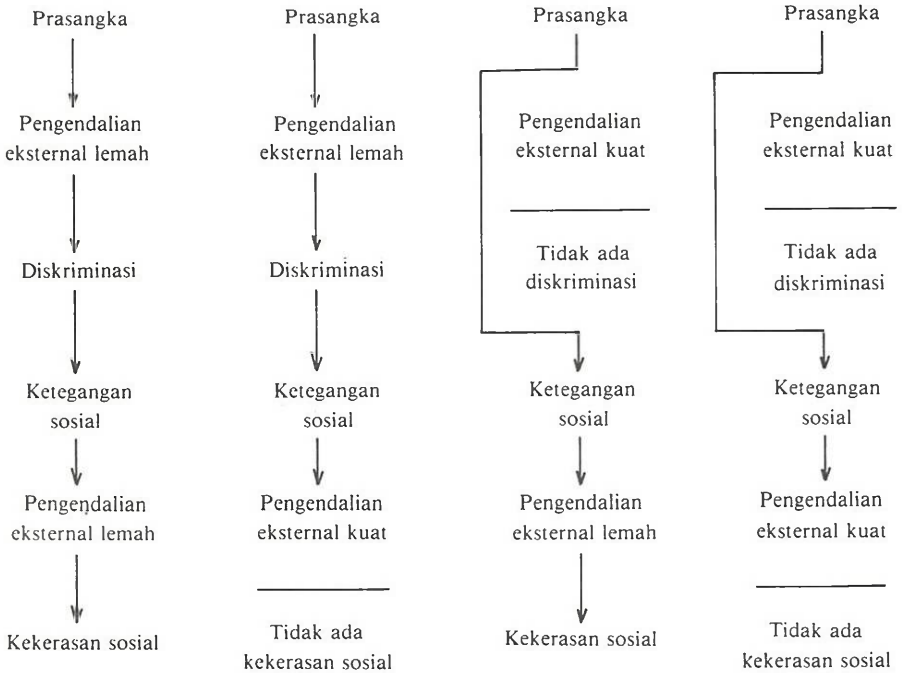 Prasangka
Pengendalian
eksternal lemah
Diskriminasi
Ketegangan
sosial
Pengendalian
eksternal lemah
Kekerasan sosial
Prasangka
Pengendalian
eksternal lemah
Diskriminasi
Ketegangan
sosial
Pengendalian
eksternal kuat
Tidak ada
kekerasan sosial
Prasangka
Pengendalian
eksternal kuat
Tidak ada
diskriminasi
Ketegangan
sosial
Pengendalian
eksternal lemah
Kekerasan sosial
Prasangka
Pengendalian
eksternal kuat
Tidak ada
diskriminasi
Ketegangan
sosial
Pengendalian
eksternal kuat
Tidak ada
kekerasan sosial